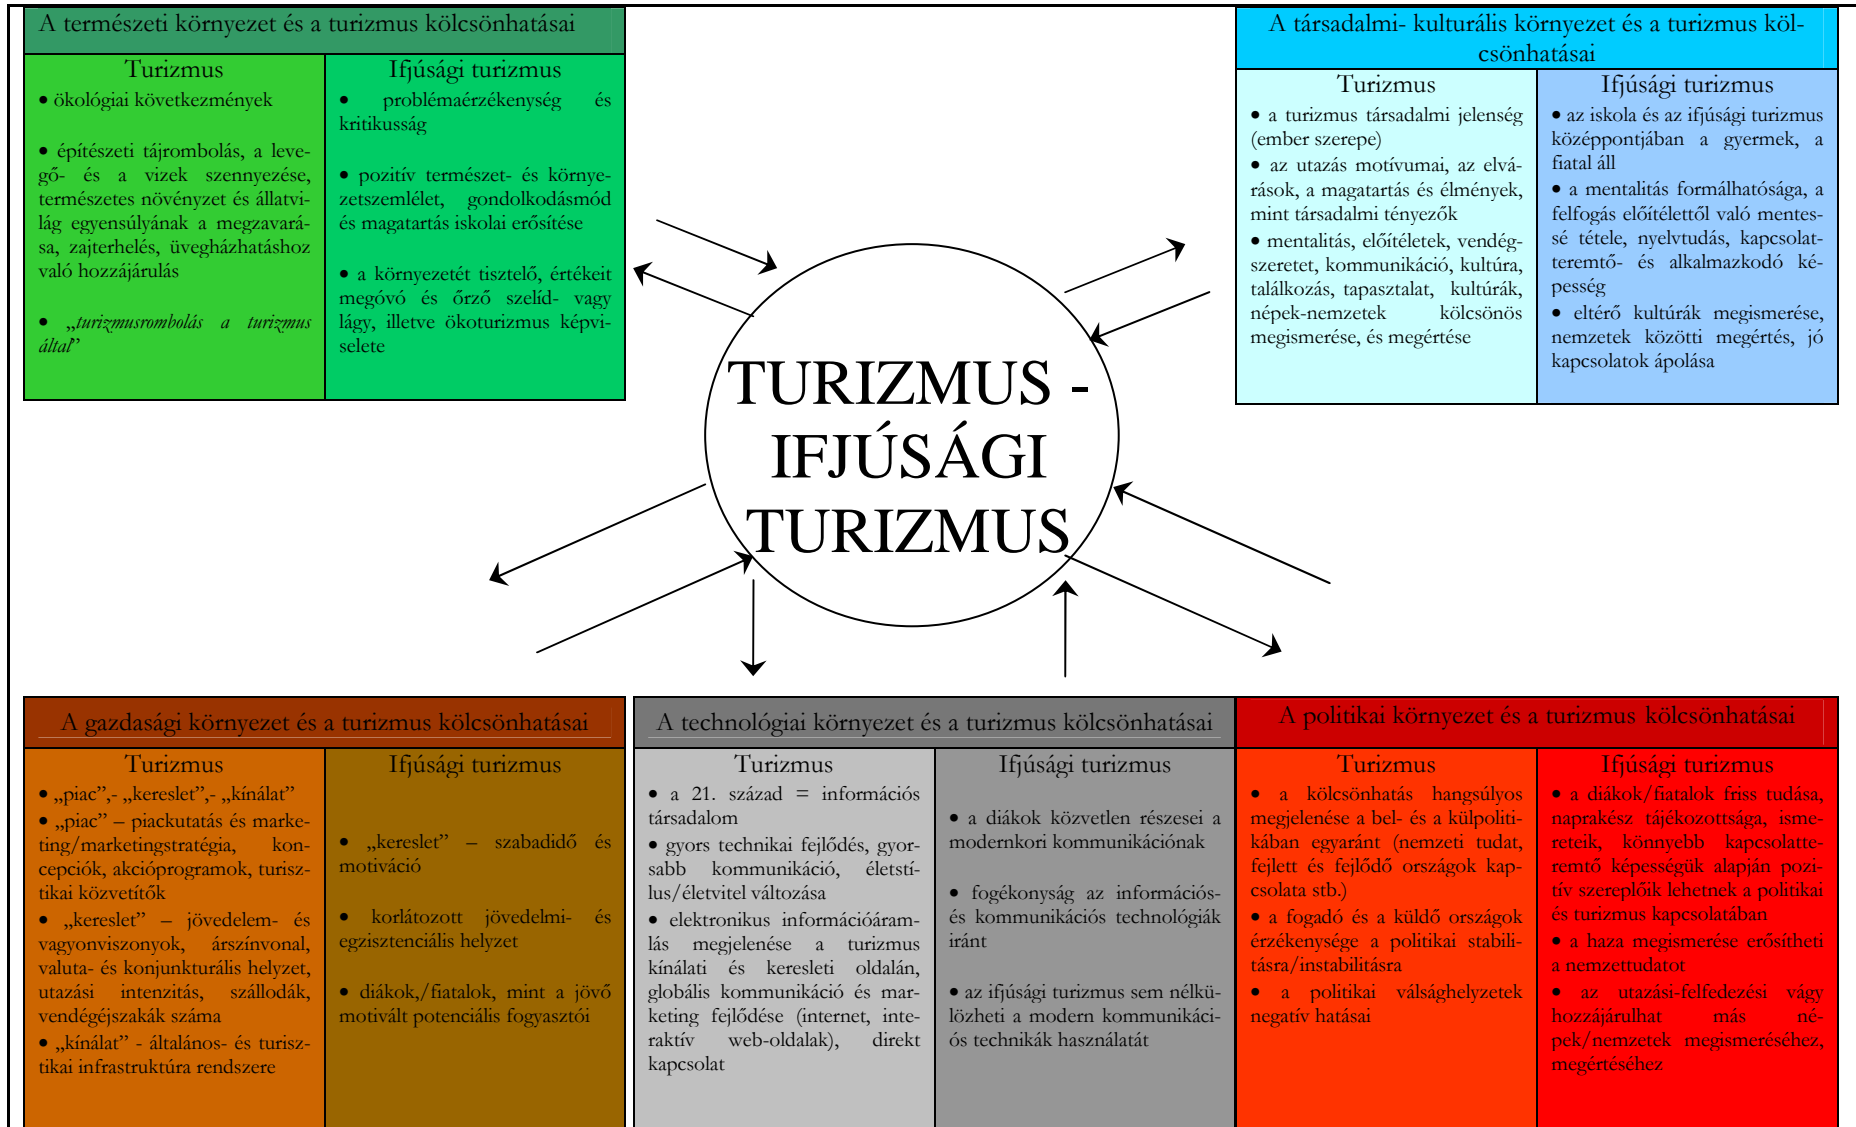 A természeti környezet és a turizmus kölcsönhatásai
Turizmus
• ökológiai következmények
• építészeti tájrombolás, a leve-
gő- és a vizek szennyezése,
természetes növényzet és állatvi-
lág egyensúlyának a megzavará-
sa, zajterhelés, üvegházhatáshoz
való hozzájárulás
• „turizmusrombolás a turizmus
által”
Ifjúsági turizmus
• problémaérzékenység és
kritikusság
• pozitív természet- és környe-
zetszemlélet, gondolkodásmód
és magatartás iskolai erősítése
• a környezetét tisztelő, értékeit
megóvó és őrző szelíd- vagy
lágy, illetve ökoturizmus képvi-
selete
A társadalmi- kulturális környezet és a turizmus köl-
csönhatásai
Turizmus
• a turizmus társadalmi jelenség
(ember szerepe)
• az utazás motívumai, az elvá-
rások, a magatartás és élmények,
mint társadalmi tényezők
• mentalitás, előítéletek, vendég-
szeretet, kommunikáció, kultúra,
találkozás, tapasztalat, kultúrák,
népek-nemzetek kölcsönös
megismerése, és megértése
Ifjúsági turizmus
• az iskola és az ifjúsági turizmus
középpontjában a gyermek, a
fiatal áll
• a mentalitás formálhatósága, a
felfogás előítélettől való mentes-
sé tétele, nyelvtudás, kapcsolat-
teremtő- és alkalmazkodó ké-
pesség
• eltérő kultúrák megismerése,
nemzetek közötti megértés, jó
kapcsolatok ápolása
TURIZMUS -
IFJÚSÁGI
TURIZMUS
A gazdasági környezet és a turizmus kölcsönhatásai
Turizmus
• „piac”,- „kereslet”,- „kínálat”
• „piac” – piackutatás és marke-
ting/marketingstratégia, kon-
cepciók, akcióprogramok, turisz-
tikai közvetítők
• „kereslet” – jövedelem- és
vagyonviszonyok, árszínvonal,
valuta- és konjunkturális helyzet,
utazási intenzitás, szállodák,
vendégéjszakák száma
• „kínálat” - általános- és turisz-
tikai infrastruktúra rendszere
Ifjúsági turizmus
• „kereslet” – szabadidő és
motiváció
• korlátozott jövedelmi- és
egzisztenciális helyzet
• diákok,/fiatalok, mint a jövő
motivált potenciális fogyasztói
A technológiai környezet és a turizmus kölcsönhatásai
Turizmus
• a 21. század = információs
társadalom
• gyors technikai fejlődés, gyor-
sabb kommunikáció, életstí-
lus/életvitel változása
• elektronikus információáram-
lás megjelenése a turizmus
kínálati és keresleti oldalán,
globális kommunikáció és mar-
keting fejlődése (internet, inte-
raktív web-oldalak), direkt
kapcsolat
Ifjúsági turizmus
• a diákok közvetlen részesei a
modernkori kommunikációnak
• fogékonyság az információs-
és kommunikációs technológiák
iránt
• az ifjúsági turizmus sem nélkü-
lözheti a modern kommunikáci-
ós technikák használatát
A politikai környezet és a turizmus kölcsönhatásai
Turizmus
• a kölcsönhatás hangsúlyos
megjelenése a bel- és a külpoliti-
kában egyaránt (nemzeti tudat,
fejlett és fejlődő országok kap-
csolata stb.)
• a fogadó és a küldő országok
érzékenysége a politikai stabili-
tásra/instabilitásra
• a politikai válsághelyzetek
negatív hatásai
Ifjúsági turizmus
• a diákok/fiatalok friss tudása,
naprakész tájékozottsága, isme-
reteik, könnyebb kapcsolatte-
remtő képességük alapján pozi-
tív szereplőik lehetnek a politikai
és turizmus kapcsolatában
• a haza megismerése erősítheti
a nemzettudatot
• az utazási-felfedezési vágy
hozzájárulhat más né-
pek/nemzetek megismeréséhez,
megértéséhez